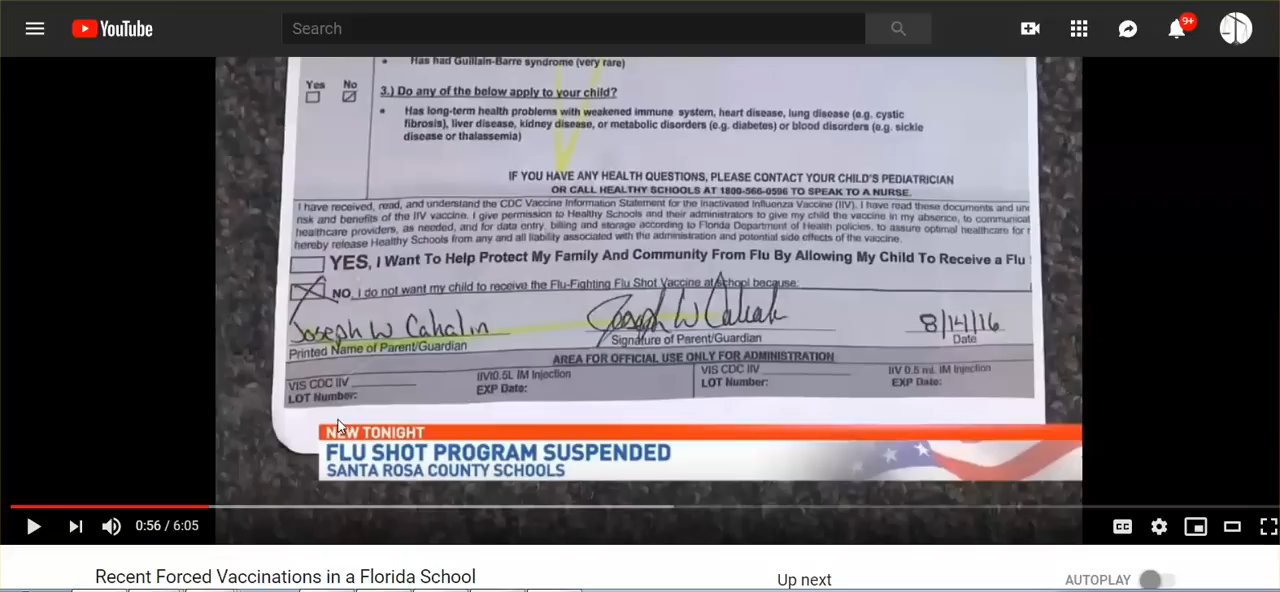 YouTube
Search
9+
Has had Guillain-Barre syndrome (very rare)
Yes No
3.) Do any of the below apply to your child?
Has long-term health problems with weakened immune system, heart disease, lung disease (e.g. cystic
fibrosis), liver disease, kidney disease, or metabolic disorders (e.g. diabetes) or blood disorders (e.g. sickle
disease or thalassemia)
IF YOU HAVE ANY HEALTH QUESTIONS, PLEASE CONTACT YOUR CHILD'S PEDIATRICIAN
OR CALL HEALTHY SCHOOLS AT 1800-566-0596 TO SPEAK TO A NURSE.
I have received, read, and understand the CDC Vaccine Information Statement for the Inactivated Influenza Vaccine (IIV). I have read these documents and un
risk and benefits of the IIV vaccine. I give permission to Healthy Schools and their administrators to give my child the vaccine in my absence, to communicat
healthcare providers, as needed, and for data entry, billing and storage according to Florida Department of Health policies, to assure optimal healthcare for
hereby release Healthy Schools from any and all liability associated with the administration and potential side effects of the vaccine.
YES, I Want To Help Protect My Family And Community From Flu By Allowing My Child To Receive a Flu
NO, I do not want my child to receive the Flu-Fighting Flu Shot Vaccine at School because:
Joseph W Cahalin Joseph W Cahalin 8/14/16
Printed Name of Parent/Guardian Signature of Parent/Guardian Date
AREA FOR OFFICIAL USE ONLY FOR ADMINISTRATION
VIS CDC IIV IIV10.5L IM Injection VIS CDC IIV IIV 0.5 mL IM Injection
LOT Number: EXP Date: LOT Number: EXP Date:
NEW TONIGHT
FLU SHOT PROGRAM SUSPENDED
SANTA ROSA COUNTY SCHOOLS
0:56 / 6:05
CC
Recent Forced Vaccinations in a Florida School
Up next
AUTOPLAY